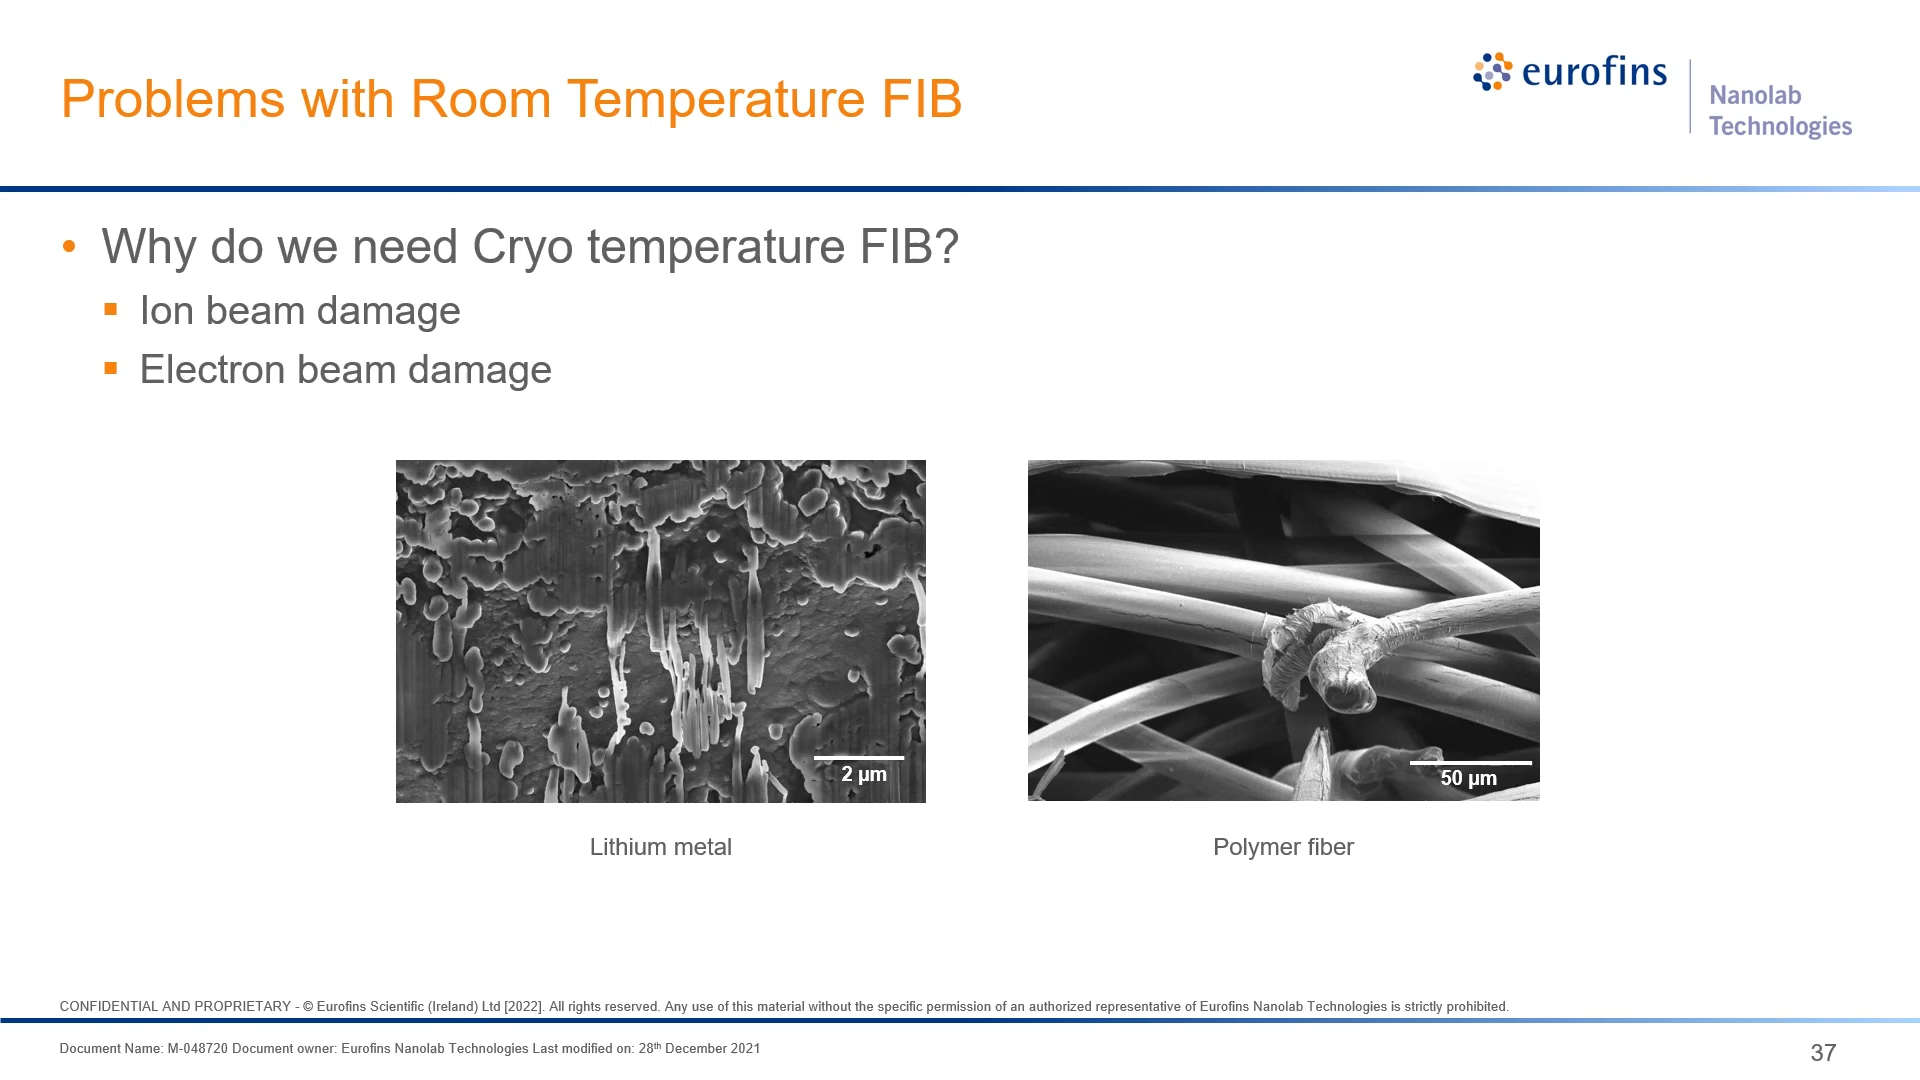 Problems with Room Temperature FIB
eurofins
Nanolab
Technologies
• Why do we need Cryo temperature FIB?
▪ Ion beam damage
▪ Electron beam damage
2 µm
50 µm
Lithium metal
Polymer fiber
CONFIDENTIAL AND PROPRIETARY - © Eurofins Scientific (Ireland) Ltd [2022]. All rights reserved. Any use of this material without the specific permission of an authorized representative of Eurofins Nanolab Technologies is strictly prohibited.
Document Name: M-048720 Document owner: Eurofins Nanolab Technologies Last modified on: 28th December 2021
37